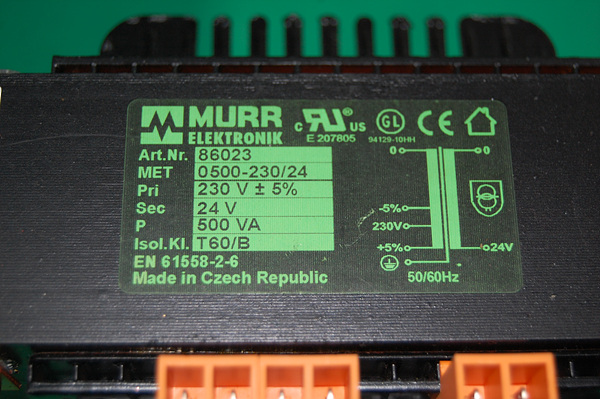 MURR
ELEKTRONIK
c RU US
E 207805
GL
94129-10HH
CE
Art.Nr. 86023
MET 0500-230/24
Pri 230 V ± 5%
Sec 24 V
P 500 VA
Isol.Kl. T60/B
EN 61558-2-6
Made in Czech Republic
0 0
-5%
230V
+5% 24V
50/60Hz